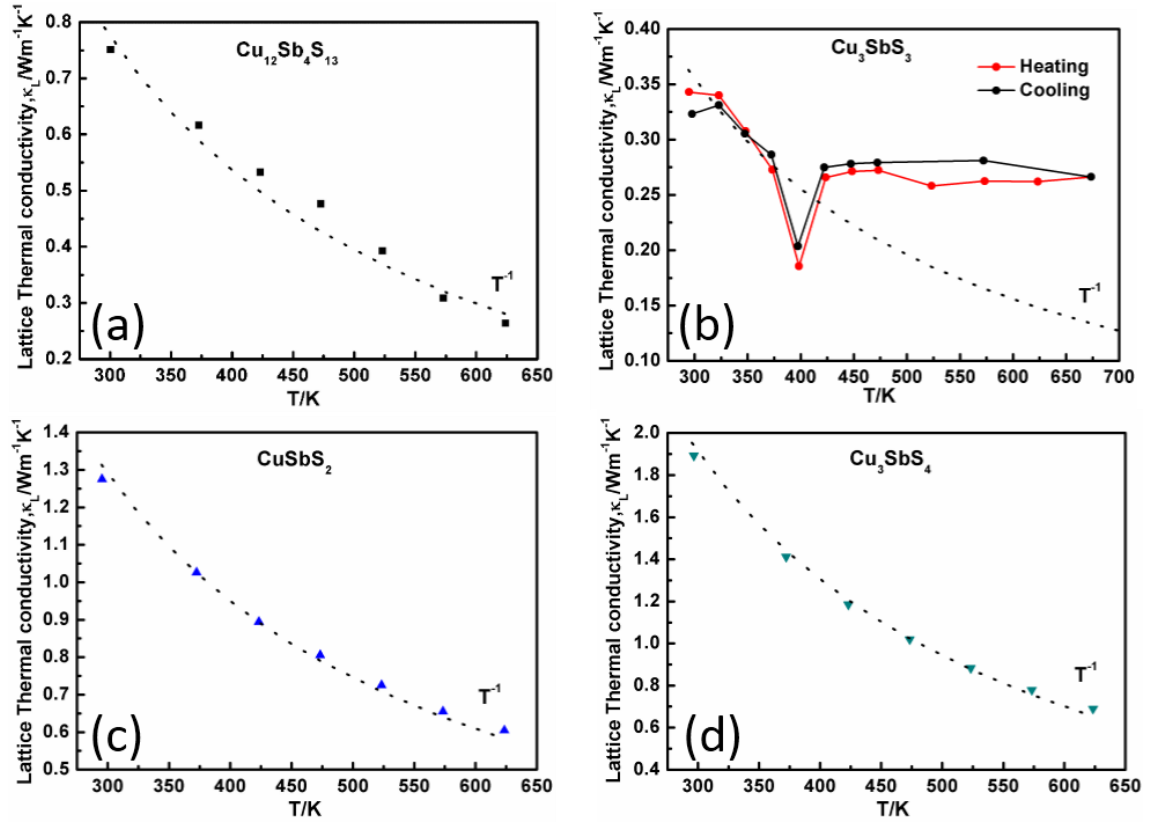 Lattice Thermal conductivity,κL/Wm-1K-1
0.8
0.7
0.6
0.5
0.4
0.3
0.2
Cu12Sb4S13
T-1
(a)
300 350 400 450 500 550 600 650
T/K
Lattice Thermal conductivity,κL/Wm-1K-1
0.40
0.35
0.30
0.25
0.20
0.15
0.10
Cu3SbS3
Heating
Cooling
T-1
(b)
300 350 400 450 500 550 600 650 700
T/K
Lattice Thermal conductivity,κL/Wm-1K-1
1.4
1.3
1.2
1.1
1.0
0.9
0.8
0.7
0.6
0.5
CuSbS2
T-1
(c)
300 350 400 450 500 550 600 650
T/K
Lattice Thermal conductivity,κL/Wm-1K-1
2.0
1.8
1.6
1.4
1.2
1.0
0.8
0.6
0.4
Cu3SbS4
T-1
(d)
300 350 400 450 500 550 600 650
T/K